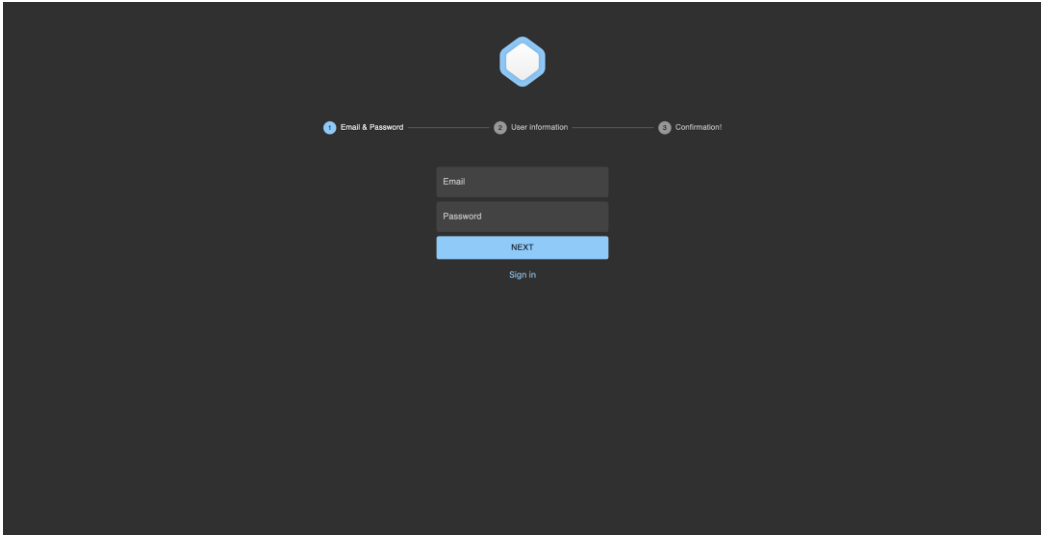 1 Email & Password 2 User information 3 Confirmation!
Email
Password
NEXT
Sign in